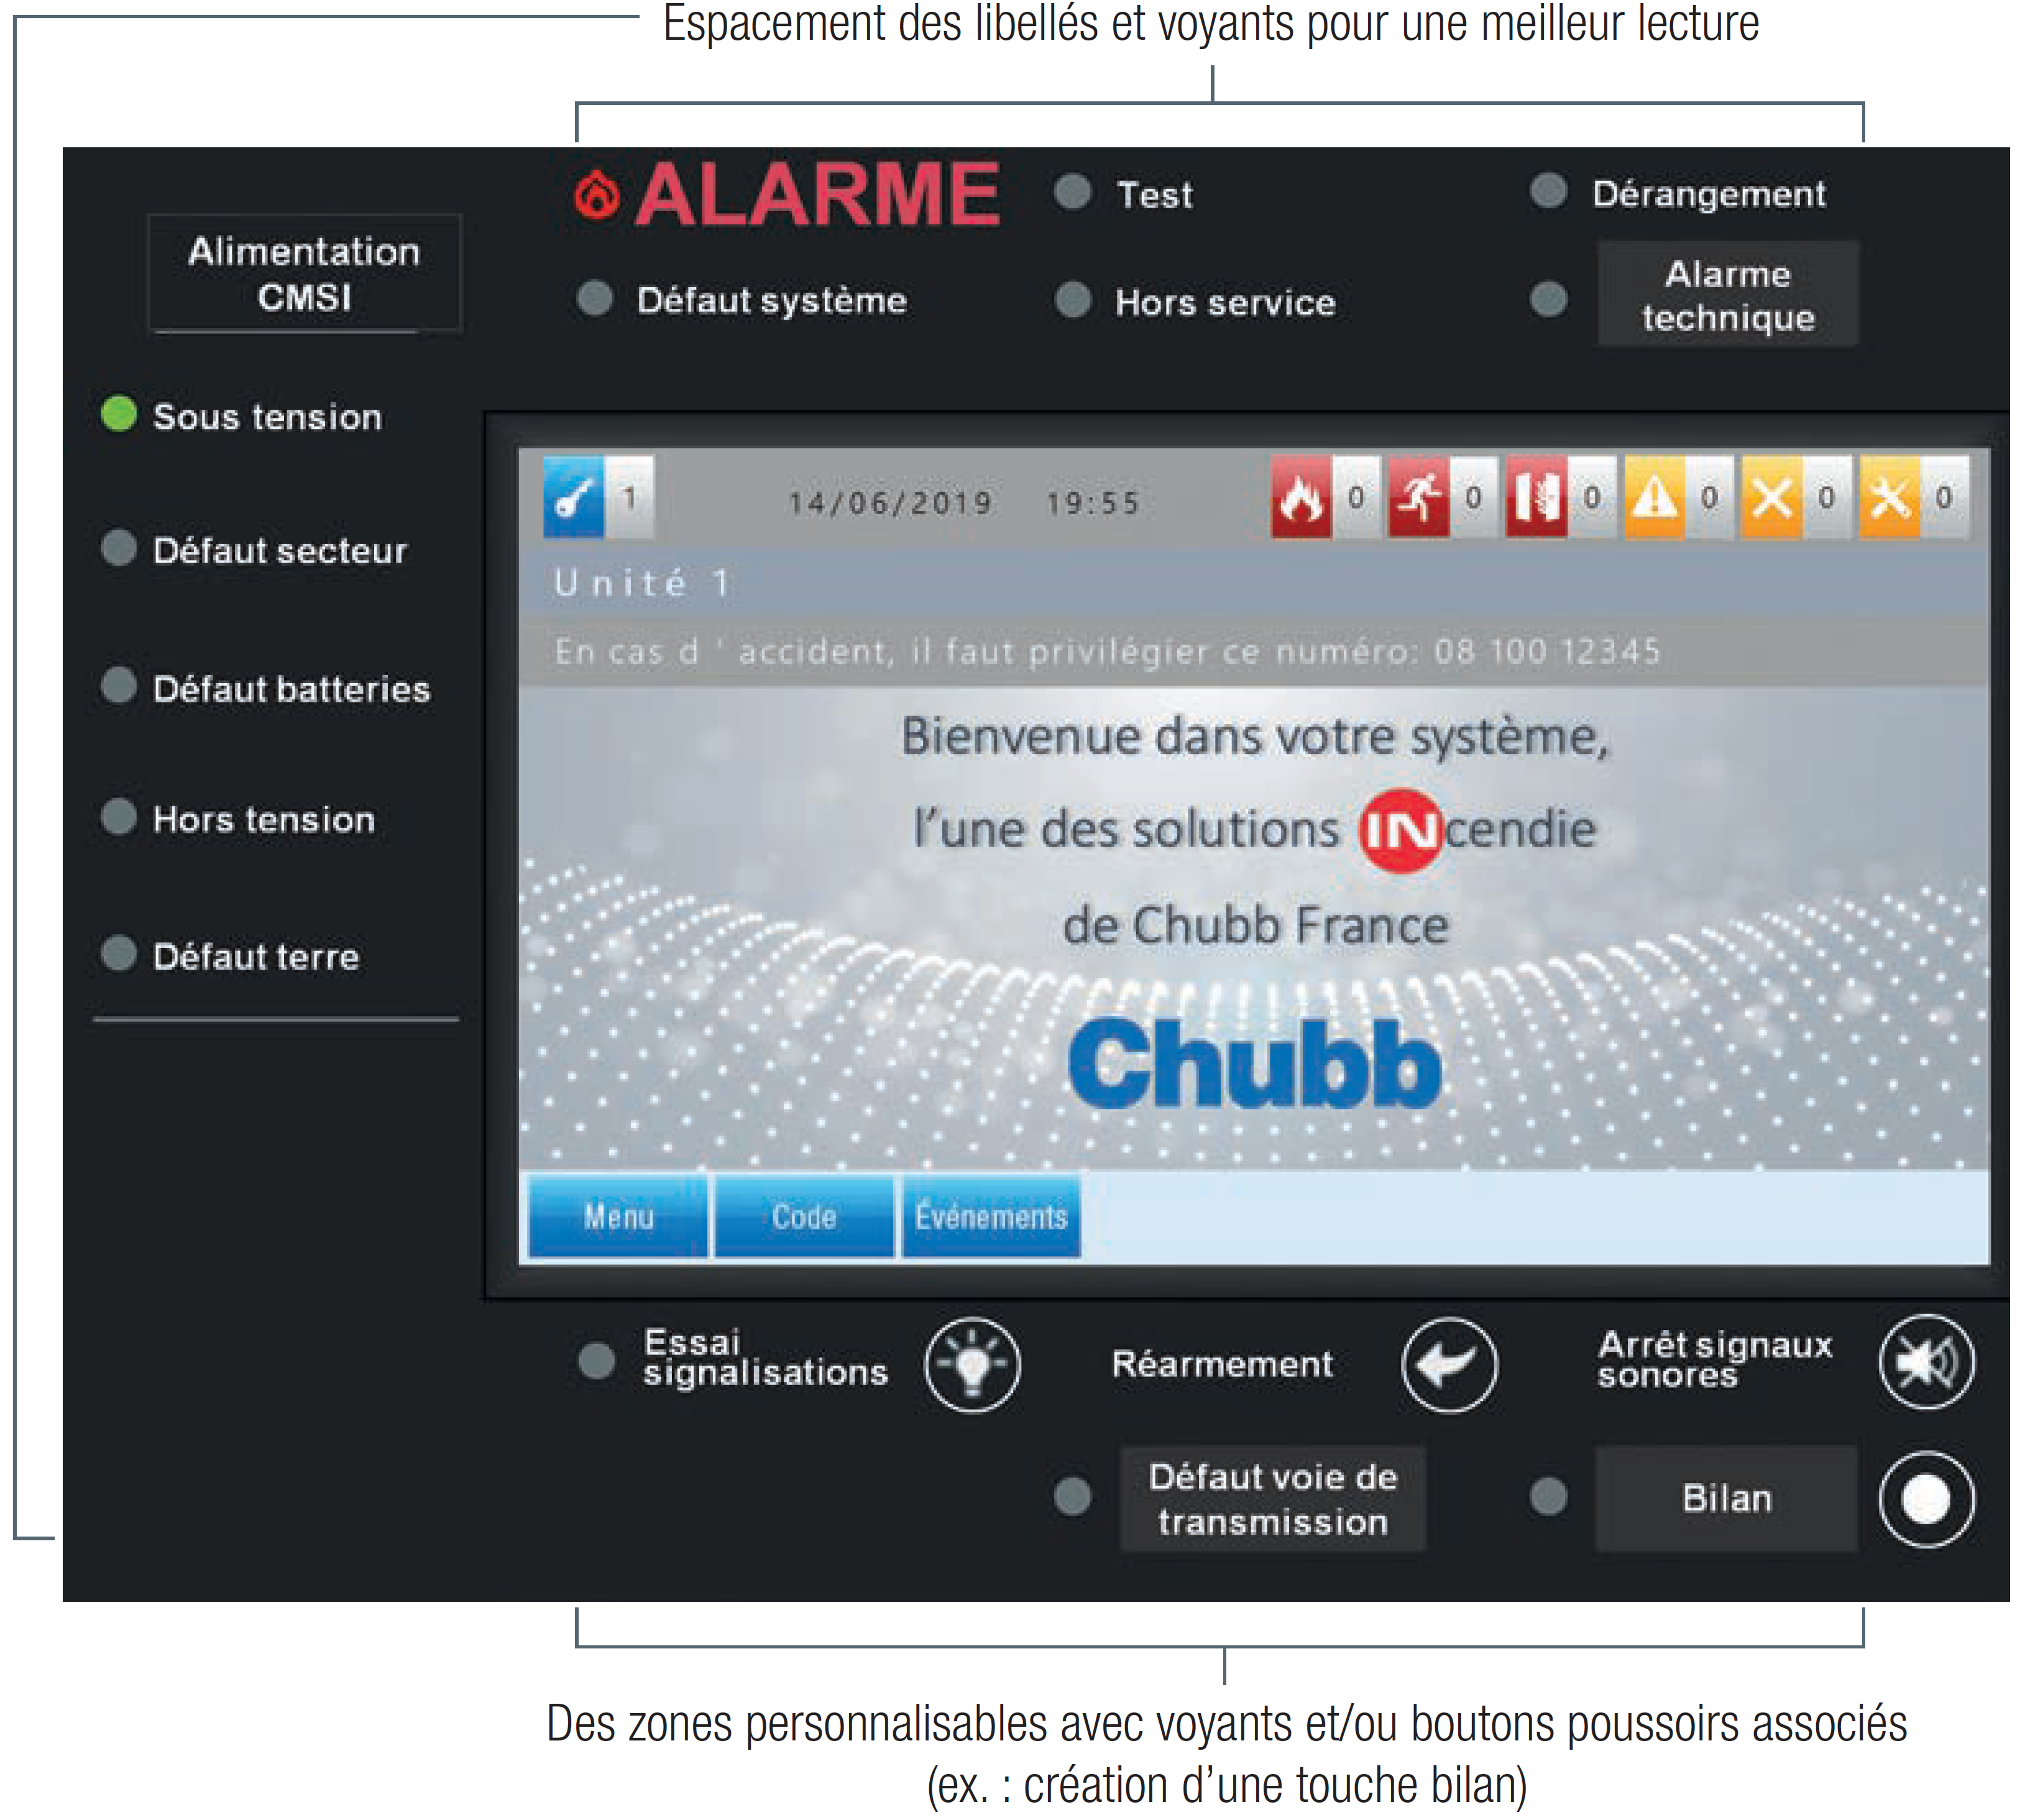 Espacement des libellés et voyants pour une meilleur lecture
ALARME
Test
Dérangement
Alimentation
CMSI
Défaut système
Hors service
Alarme
technique
Sous tension
Défaut secteur
Défaut batteries
Hors tension
Défaut terre
1 14/06/2019 19:55 0 0 0 0 0 0
Unité 1
En cas d ' accident, il faut privilégier ce numéro: 08 100 12345
Bienvenue dans votre système,
l'une des solutions INcendie
de Chubb France
Chubb
Menu Code Événements
Essai
signalisations
Réarmement
Arrêt signaux
sonores
Défaut voie de
transmission
Bilan
Des zones personnalisables avec voyants et/ou boutons poussoirs associés
(ex. : création d'une touche bilan)